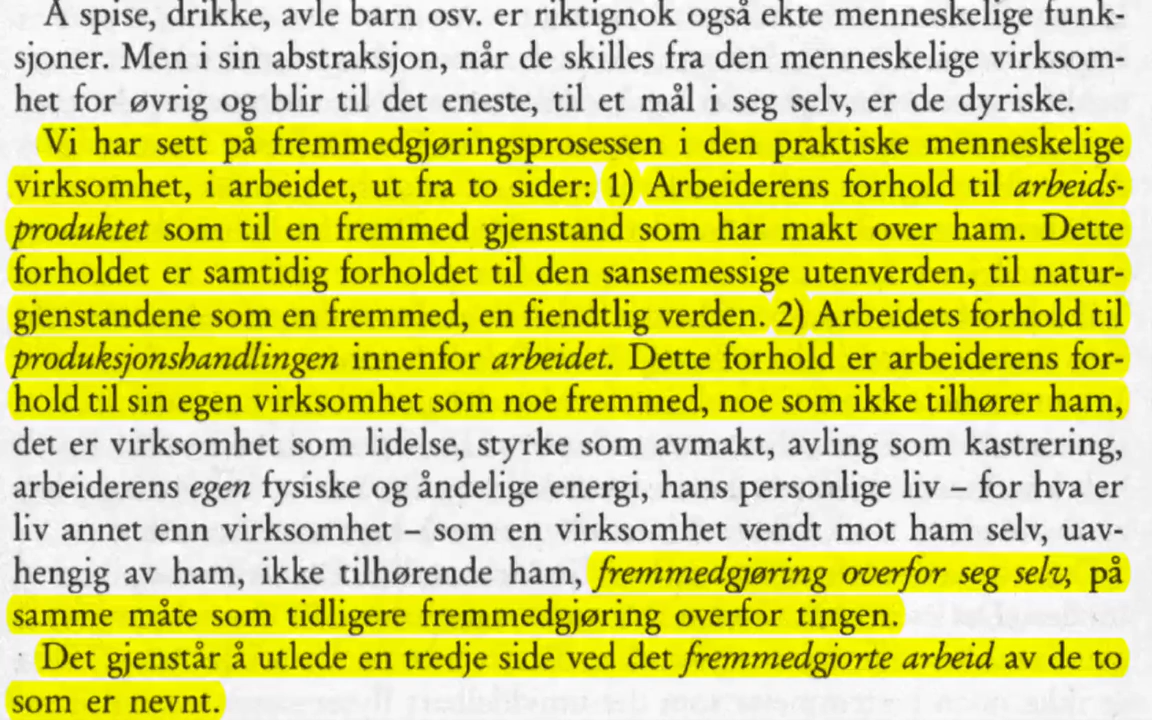 Å spise, drikke, avle barn osv. er riktignok også ekte menneskelige funk-
sjoner. Men i sin abstraksjon, når de skilles fra den menneskelige virksom-
het for øvrig og blir til det eneste, til et mål i seg selv, er de dyriske.
Vi har sett på fremmedgjøringsprosessen i den praktiske menneskelige
virksomhet, i arbeidet, ut fra to sider: 1) Arbeiderens forhold til arbeids-
produktet som til en fremmed gjenstand som har makt over ham. Dette
forholdet er samtidig forholdet til den sansemessige utenverden, til natur-
gjenstandene som en fremmed, en fiendtlig verden. 2) Arbeidets forhold til
produksjonshandlingen innenfor arbeidet. Dette forhold er arbeiderens for-
hold til sin egen virksomhet som noe fremmed, noe som ikke tilhører ham,
det er virksomhet som lidelse, styrke som avmakt, avling som kastrering,
arbeiderens egen fysiske og åndelige energi, hans personlige liv – for hva er
liv annet enn virksomhet – som en virksomhet vendt mot ham selv, uav-
hengig av ham, ikke tilhørende ham, fremmedgjøring overfor seg selv, på
samme måte som tidligere fremmedgjøring overfor tingen.
Det gjenstår å utlede en tredje side ved det fremmedgjorte arbeid av de to
som er nevnt.